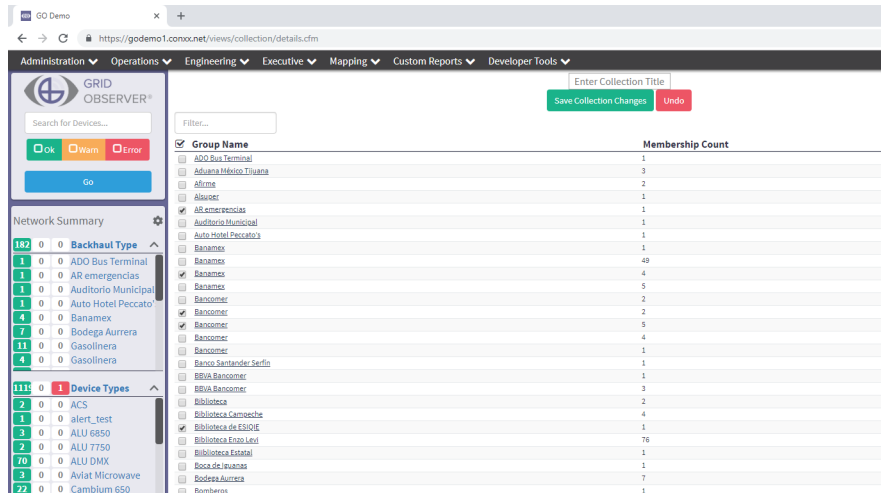 GO Demo
https://godemo1.conxx.net/views/collection/details.cfm
Administration Operations Engineering Executive Mapping Custom Reports Developer Tools
GRID
OBSERVER®
Search for Devices...
Ok Warn Error
Go
Network Summary
182 0 0 Backhaul Type
1 0 0 ADO Bus Terminal
1 0 0 AR emergencias
1 0 0 Auditorio Municipal
1 0 0 Auto Hotel Peccato'
4 0 0 Banamex
7 0 0 Bodega Aurrera
11 0 0 Gasolinera
4 0 0 Gasolinera
0 1 Device Types
2 0 0 ACS
1 0 0 alert_test
3 0 0 ALU 6850
2 0 0 ALU 7750
70 0 0 ALU DMX
3 0 0 Aviat Microwave
22 0 0 Cambium 650
Enter Collection Title
Save Collection Changes Undo
Filter...
Group Name Membership Count
ADO Bus Terminal 1
Aduana México Tijuana 3
Afirme 2
Alsuper 1
AR emergencias 1
Auditorio Municipal 1
Auto Hotel Peccato's 1
Banamex 1
Banamex 49
Banamex 4
Banamex 5
Bancomer 2
Bancomer 2
Bancomer 5
Bancomer 4
Bancomer 1
Banco Santander Serfín 1
BBVA Bancomer 1
BBVA Bancomer 3
Biblioteca 2
Biblioteca Campeche 4
Biblioteca de ESIQIE 1
Biblioteca Enzo Levi 76
Biiblioteca Estatal 1
Boca de Iguanas 1
Bodega Aurrera 7
Bomberos 1